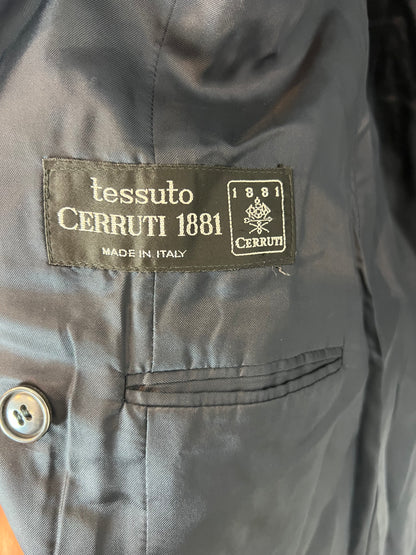 tessuto
CERRUTI 1881
MADE IN ITALY
1881
CERRUTI